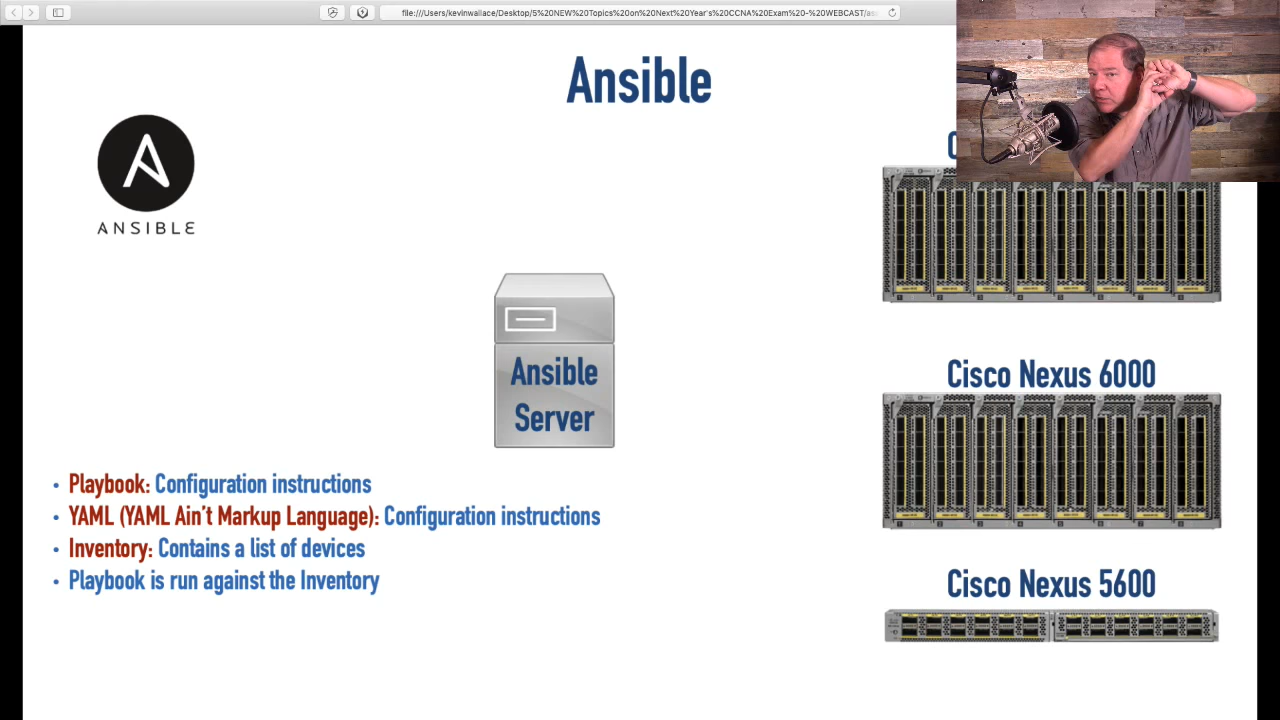 file:///Users/kevinwallace/Desktop/5%20NEW%20Topics%20on%20Next%20Year's%20CCNA%20Exam%20-%20WEBCAST/as
Ansible
ANSIBLE
Ansible
Server
• Playbook: Configuration instructions
• YAML (YAML Ain't Markup Language): Configuration instructions
• Inventory: Contains a list of devices
• Playbook is run against the Inventory
Cisco Nexus 6000
Cisco Nexus 5600